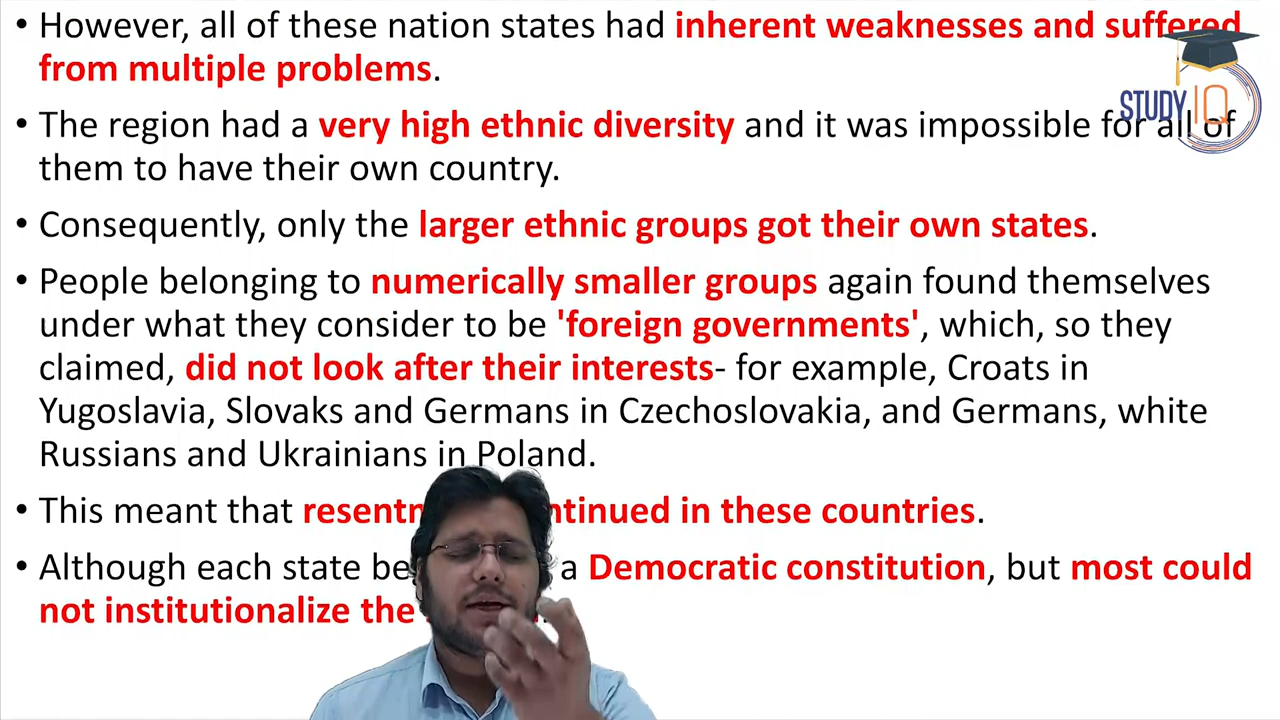 • However, all of these nation states had inherent weaknesses and suffered
from multiple problems.
• The region had a very high ethnic diversity and it was impossible for all of
them to have their own country.
• Consequently, only the larger ethnic groups got their own states.
• People belonging to numerically smaller groups again found themselves
under what they consider to be 'foreign governments', which, so they
claimed, did not look after their interests- for example, Croats in
Yugoslavia, Slovaks and Germans in Czechoslovakia, and Germans, white
Russians and Ukrainians in Poland.
• This meant that continued in these countries.
• Although each state a Democratic constitution, but most could
not institutionalize the
STUDY IQ